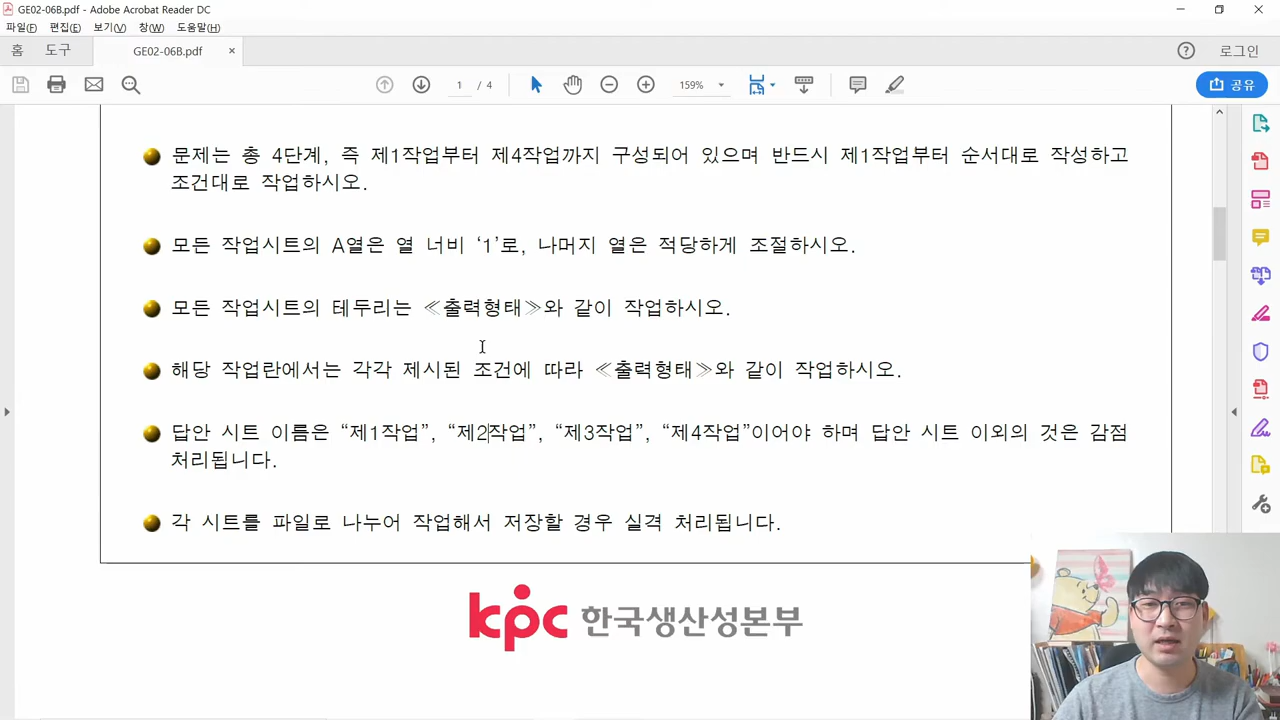 GE02-06B.pdf - Adobe Acrobat Reader DC
파일(F) 편집(E) 보기(V) 창(W) 도움말(H)
홈 도구 GE02-06B.pdf × ? 로그인
1 / 4 159% 공유
문제는 총 4단계, 즉 제1작업부터 제4작업까지 구성되어 있으며 반드시 제1작업부터 순서대로 작성하고
조건대로 작업하시오.
모든 작업시트의 A열은 열 너비 ‘1’로, 나머지 열은 적당하게 조절하시오.
모든 작업시트의 테두리는 ≪출력형태≫와 같이 작업하시오.
해당 작업란에서는 각각 제시된 조건에 따라 ≪출력형태≫와 같이 작업하시오.
답안 시트 이름은 “제1작업”, “제2작업”, “제3작업”, “제4작업”이어야 하며 답안 시트 이외의 것은 감점
처리됩니다.
각 시트를 파일로 나누어 작업해서 저장할 경우 실격 처리됩니다.
kpc 한국생산성본부